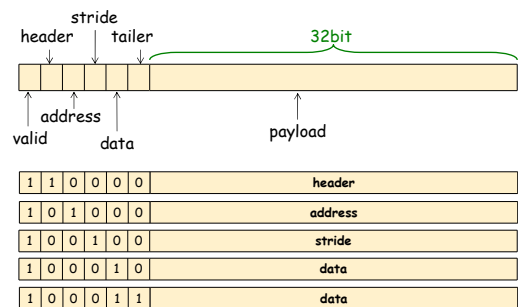 stride
header tailer 32bit
address
valid data payload
1 1 0 0 0 0 header
1 0 1 0 0 0 address
1 0 0 1 0 0 stride
1 0 0 0 1 0 data
1 0 0 0 1 1 data